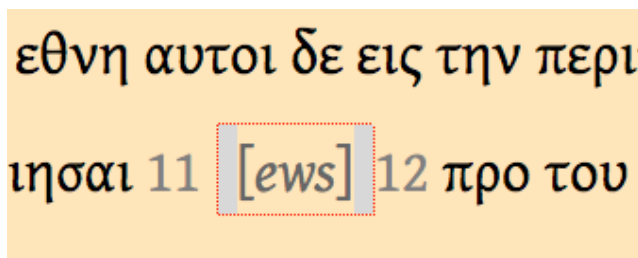 εθνη αυτοι δε εις την περι
ιησαι 11 [ews] 12 προ του